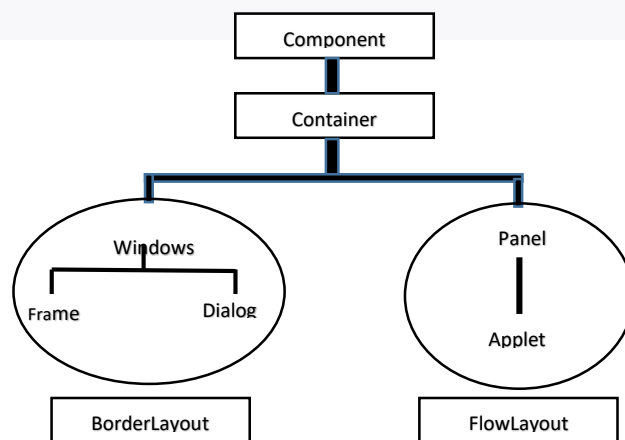 Component
Container
Windows
Frame
Dialog
Panel
Applet
BorderLayout
FlowLayout